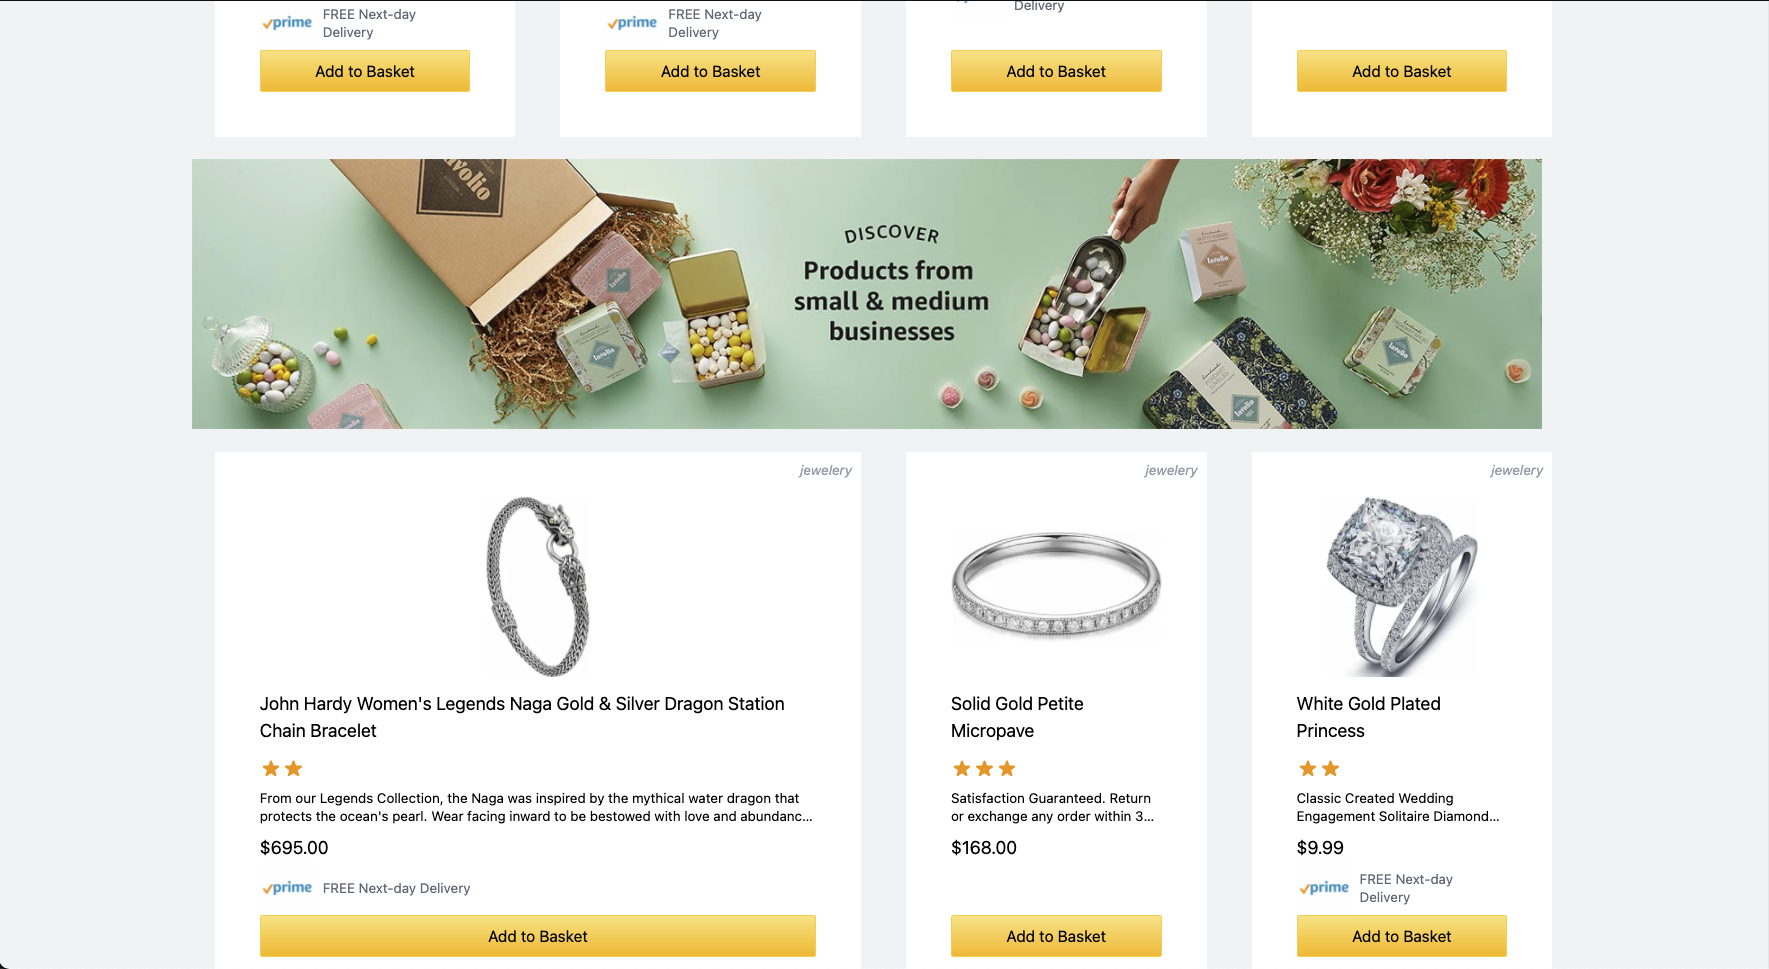 prime FREE Next-day
Delivery
prime FREE Next-day
Delivery
Delivery
Add to Basket
Add to Basket
Add to Basket
Add to Basket
lavolio
DISCOVER
Products from
small & medium
businesses
lavolio
lavolio
lavolio
lavolio
lavolio
jewelery
jewelery
jewelery
John Hardy Women's Legends Naga Gold & Silver Dragon Station
Chain Bracelet
From our Legends Collection, the Naga was inspired by the mythical water dragon that
protects the ocean's pearl. Wear facing inward to be bestowed with love and abundanc...
$695.00
prime FREE Next-day Delivery
Add to Basket
Solid Gold Petite
Micropave
Satisfaction Guaranteed. Return
or exchange any order within 3...
$168.00
Add to Basket
White Gold Plated
Princess
Classic Created Wedding
Engagement Solitaire Diamond...
$9.99
prime FREE Next-day
Delivery
Add to Basket